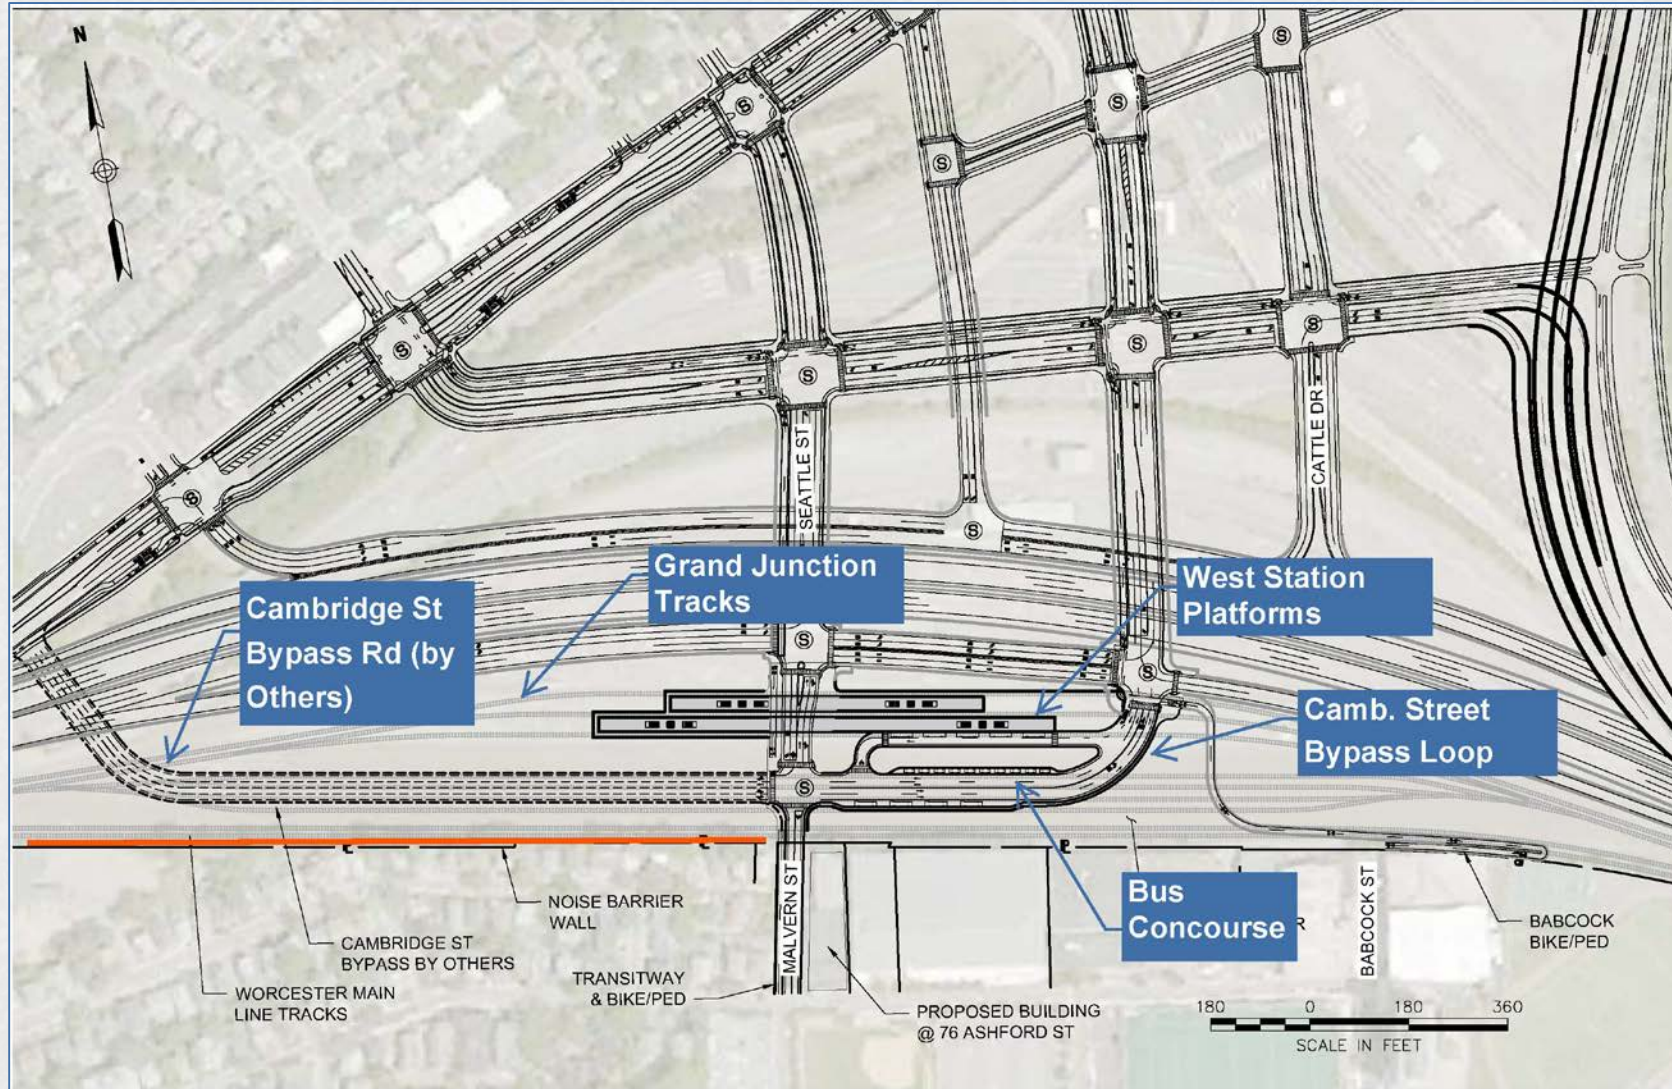 N
S
S
S
S
S
S
S
S
S
S
SEATTLE ST
CATTLE DR
S
S
Grand Junction
Tracks
West Station
Platforms
Cambridge St
Bypass Rd (by
Others)
S
S
Camb. Street
Bypass Loop
S
MALVERN ST
Bus
Concourse
R
BABCOCK ST
NOISE BARRIER
WALL
CAMBRIDGE ST
BYPASS BY OTHERS
WORCESTER MAIN
LINE TRACKS
TRANSITWAY
& BIKE/PED
PROPOSED BUILDING
@ 76 ASHFORD ST
BABCOCK
BIKE/PED
180 0 180 360
SCALE IN FEET